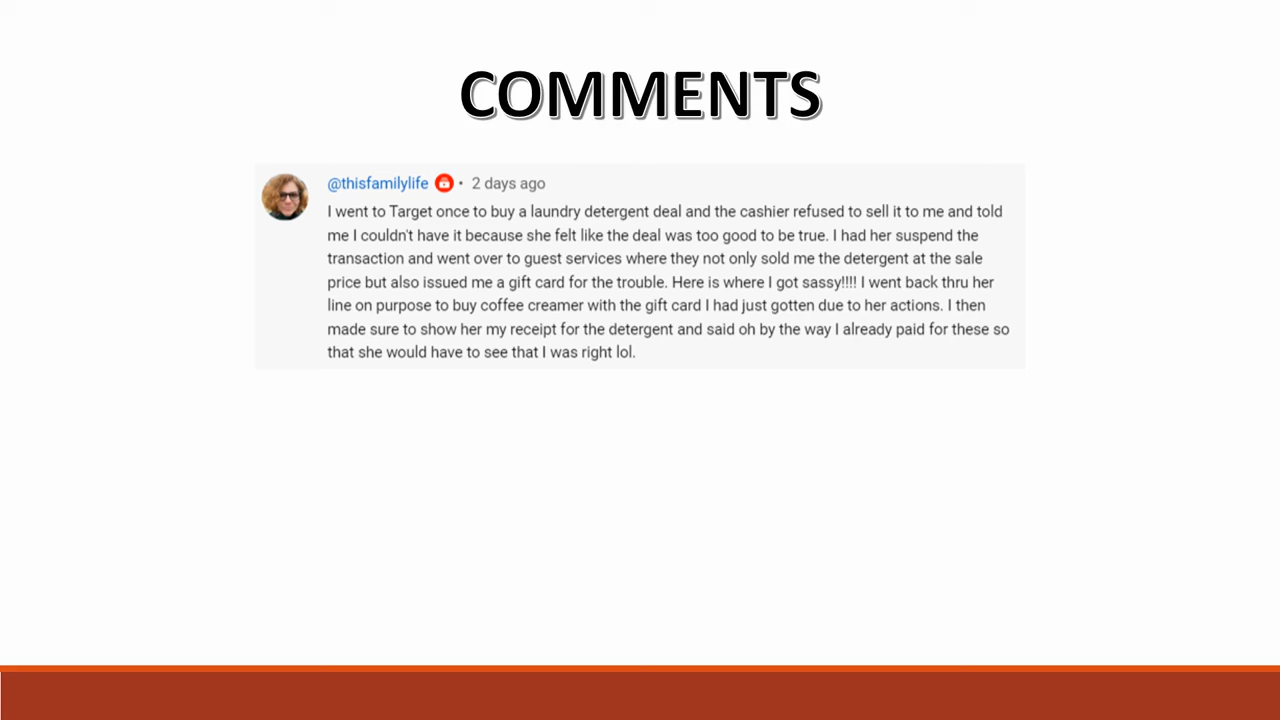 COMMENTS
@thisfamilylife • 2 days ago
I went to Target once to buy a laundry detergent deal and the cashier refused to sell it to me and told
me I couldn't have it because she felt like the deal was too good to be true. I had her suspend the
transaction and went over to guest services where they not only sold me the detergent at the sale
price but also issued me a gift card for the trouble. Here is where I got sassy!!!! I went back thru her
line on purpose to buy coffee creamer with the gift card I had just gotten due to her actions. I then
made sure to show her my receipt for the detergent and said oh by the way I already paid for these so
that she would have to see that I was right lol.